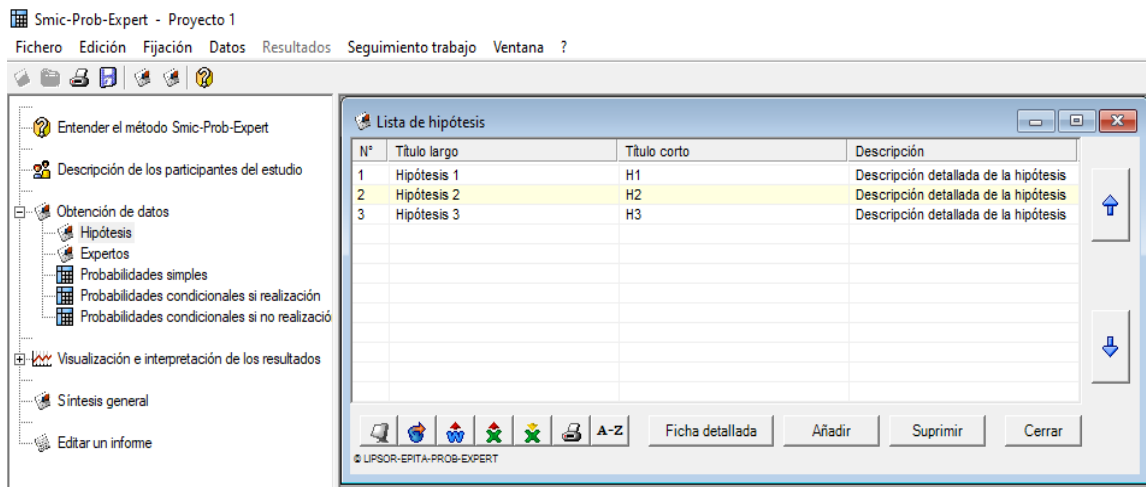 Smic-Prob-Expert - Proyecto 1
Fichero Edición Fijación Datos Resultados Seguimiento trabajo Ventana ?
Entender el método Smic-Prob-Expert
Descripción de los participantes del estudio
Obtención de datos
Hipótesis
Expertos
Probabilidades simples
Probabilidades condicionales si realización
Probabilidades condicionales si no realizació
Visualización e interpretación de los resultados
Síntesis general
Editar un informe
Lista de hipótesis
N° Título largo Título corto Descripción
1 Hipótesis 1 H1 Descripción detallada de la hipótesis
2 Hipótesis 2 H2 Descripción detallada de la hipótesis
3 Hipótesis 3 H3 Descripción detallada de la hipótesis
A-Z Ficha detallada Añadir Suprimir Cerrar
© LIPSOR-EPITA-PROB-EXPERT